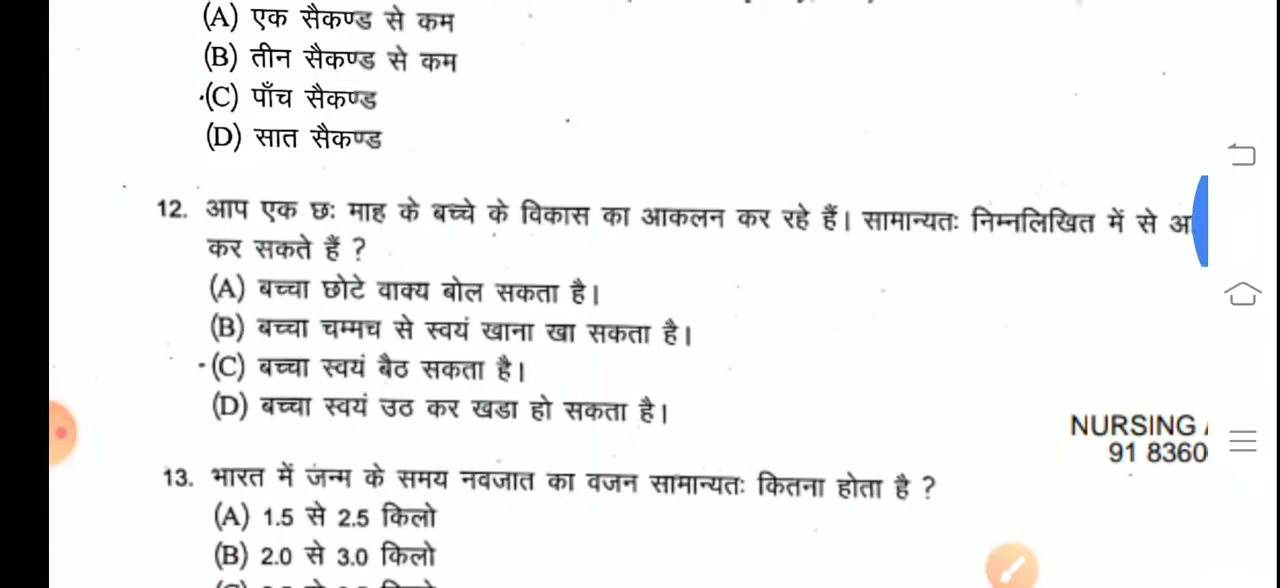 (A) एक सैकण्ड से कम
(B) तीन सैकण्ड से कम
(C) पाँच सैकण्ड
(D) सात सैकण्ड
12. आप एक छः माह के बच्चे के विकास का आकलन कर रहे हैं। सामान्यतः निम्नलिखित में से
कर सकते हैं ?
(A) बच्चा छोटे वाक्य बोल सकता है।
(B) बच्चा चम्मच से स्वयं खाना खा सकता है।
(C) बच्चा स्वयं बैठ सकता है।
(D) बच्चा स्वयं उठ कर खडा हो सकता है।
NURSING
91 8360
13. भारत में जन्म के समय नवजात का वजन सामान्यतः कितना होता है ?
(A) 1.5 से 2.5 किलो
(B) 2.0 से 3.0 किलो